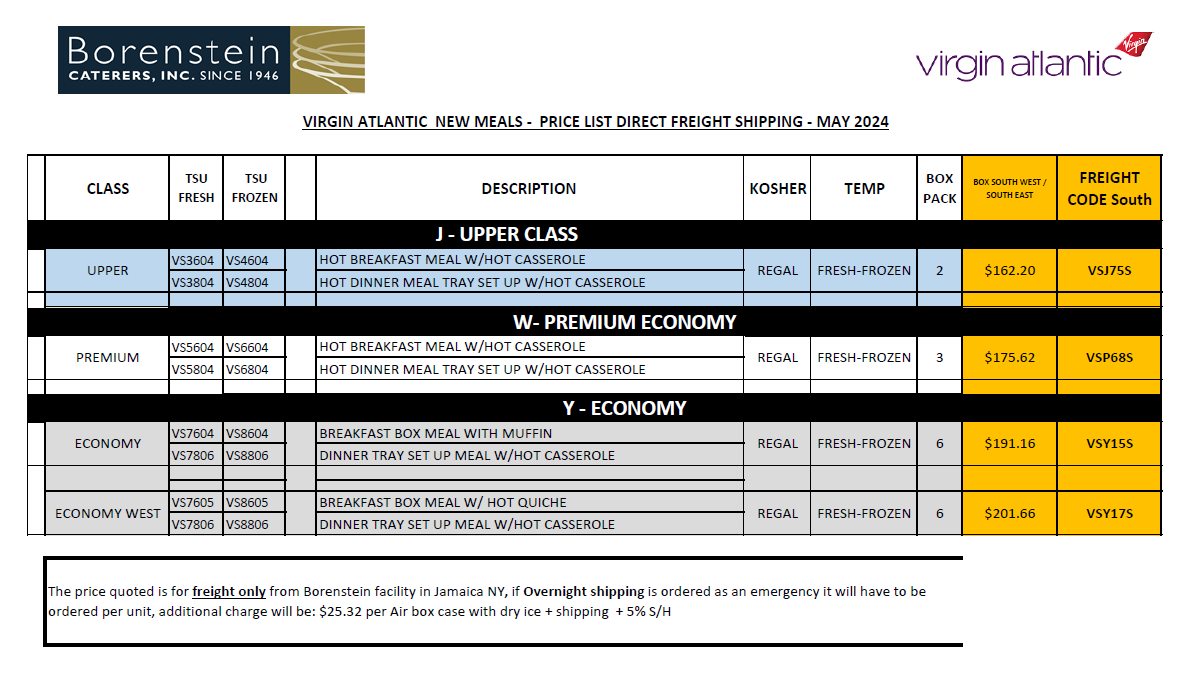 Borenstein
CATERERS, INC. SINCE 1946
Virgin
virgin atlantic
VIRGIN ATLANTIC NEW MEALS - PRICE LIST DIRECT FREIGHT SHIPPING - MAY 2024
CLASS TSU FRESH TSU FROZEN DESCRIPTION KOSHER TEMP BOX PACK BOX SOUTH WEST / SOUTH EAST FREIGHT CODE South
J - UPPER CLASS
UPPER VS3604 VS4604 HOT BREAKFAST MEAL W/HOT CASSEROLE REGAL FRESH-FROZEN 2 $162.20 VSJ75S
VS3804 VS4804 HOT DINNER MEAL TRAY SET UP W/HOT CASSEROLE
W- PREMIUM ECONOMY
PREMIUM VS5604 VS6604 HOT BREAKFAST MEAL W/HOT CASSEROLE REGAL FRESH-FROZEN 3 $175.62 VSP68S
VS5804 VS6804 HOT DINNER MEAL TRAY SET UP W/HOT CASSEROLE
Y - ECONOMY
ECONOMY VS7604 VS8604 BREAKFAST BOX MEAL WITH MUFFIN REGAL FRESH-FROZEN 6 $191.16 VSY15S
VS7806 VS8806 DINNER TRAY SET UP MEAL W/HOT CASSEROLE
ECONOMY WEST VS7605 VS8605 BREAKFAST BOX MEAL W/ HOT QUICHE REGAL FRESH-FROZEN 6 $201.66 VSY17S
VS7806 VS8806 DINNER TRAY SET UP MEAL W/HOT CASSEROLE
The price quoted is for freight only from Borenstein facility in Jamaica NY, if Overnight shipping is ordered as an emergency it will have to be
ordered per unit, additional charge will be: $25.32 per Air box case with dry ice + shipping + 5% S/H